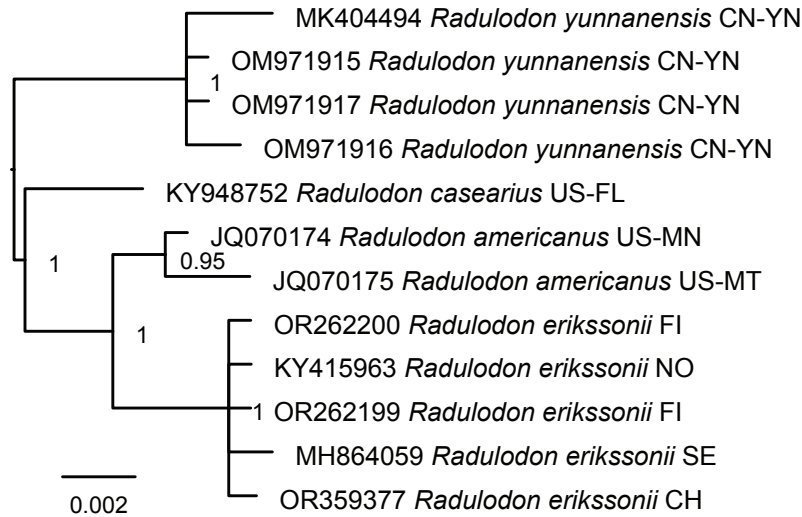 MK404494 Radulodon yunnanensis CN-YN
OM971915 Radulodon yunnanensis CN-YN
1
OM971917 Radulodon yunnanensis CN-YN
OM971916 Radulodon yunnanensis CN-YN
KY948752 Radulodon casearius US-FL
JQ070174 Radulodon americanus US-MN
1
0.95
JQ070175 Radulodon americanus US-MT
OR262200 Radulodon erikssonii FI
1
KY415963 Radulodon erikssonii NO
1 OR262199 Radulodon erikssonii FI
MH864059 Radulodon erikssonii SE
OR359377 Radulodon erikssonii CH
0.002